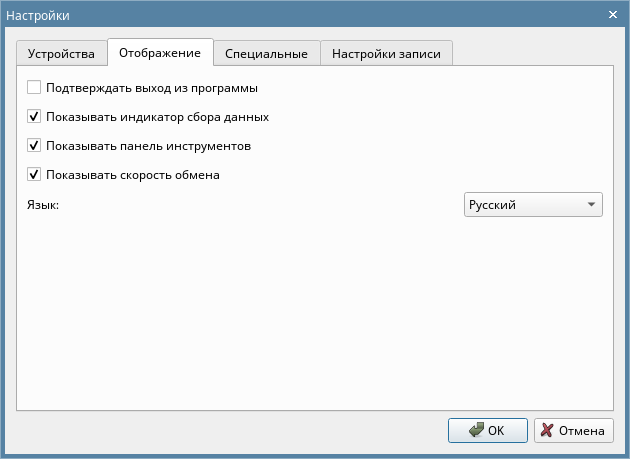 Настройки
Устройства
Отображение
Специальные
Настройки записи
Подтверждать выход из программы
Показывать индикатор сбора данных
Показывать панель инструментов
Показывать скорость обмена
Язык:
Русский
OK
Отмена